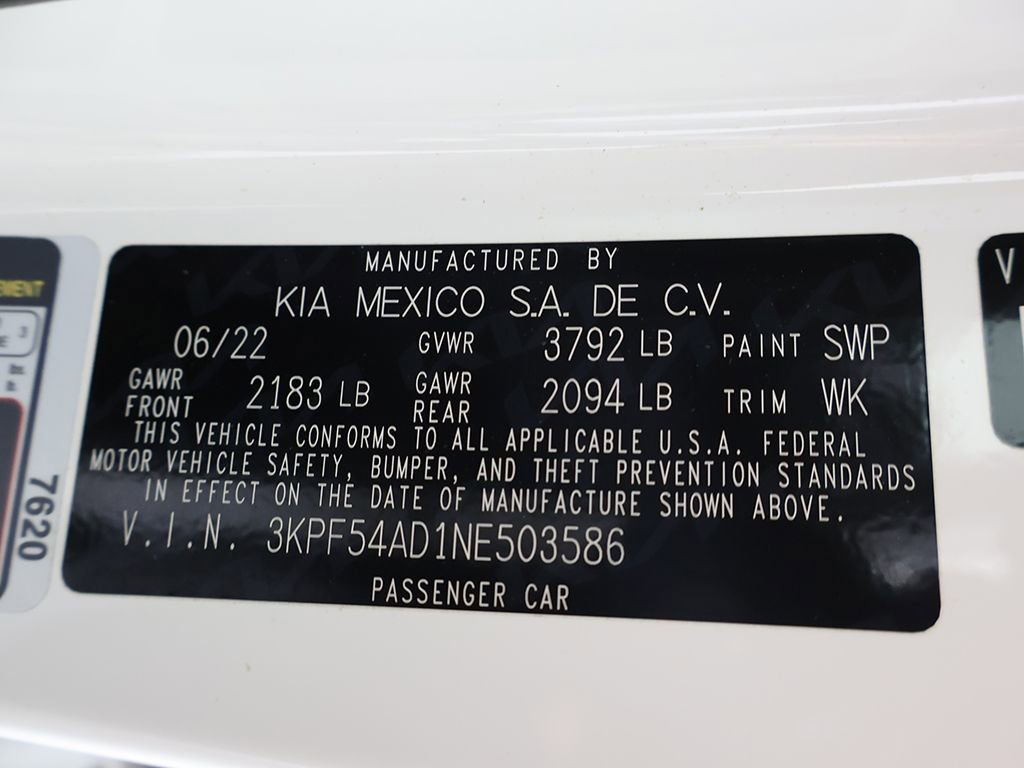 MANUFACTURED BY
KIA MEXICO S.A. DE C.V.
06/22 GVWR 3792 LB PAINT SWP
GAWR FRONT 2183 LB GAWR REAR 2094 LB TRIM WK
THIS VEHICLE CONFORMS TO ALL APPLICABLE U.S.A. FEDERAL
MOTOR VEHICLE SAFETY, BUMPER, AND THEFT PREVENTION STANDARDS
IN EFFECT ON THE DATE OF MANUFACTURE SHOWN ABOVE.
V.I.N. 3KPF54AD1NE503586
PASSENGER CAR
7620
V